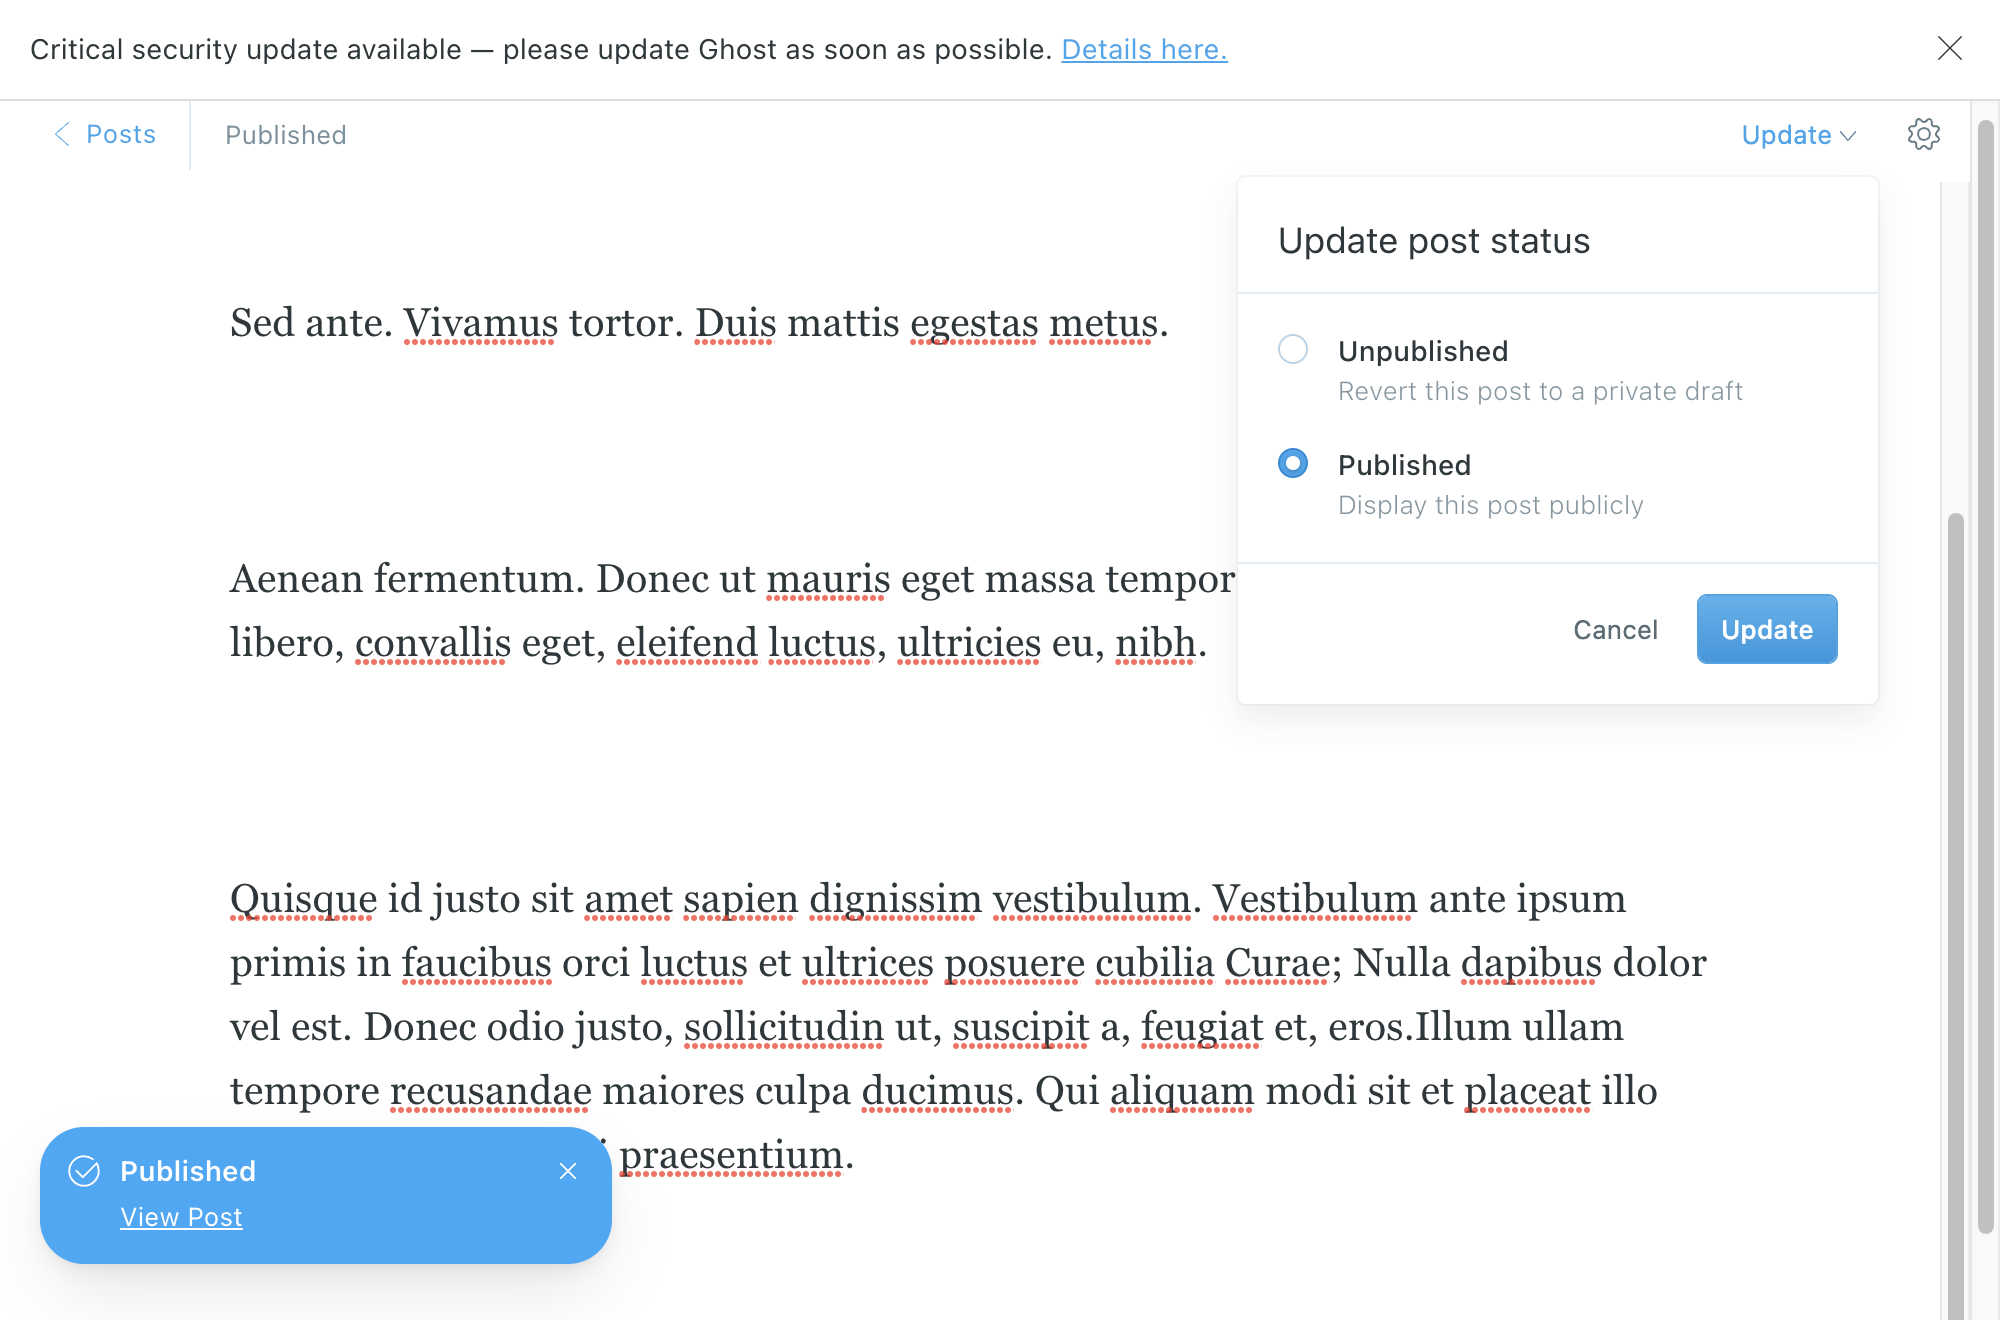 Critical security update available — please update Ghost as soon as possible. Details here.
Posts
Published
Update
Update post status
Unpublished
Revert this post to a private draft
Published
Display this post publicly
Cancel
Update
Sed ante. Vivamus tortor. Duis mattis egestas metus.
Aenean fermentum. Donec ut mauris eget massa tempor
libero, convallis eget, eleifend luctus, ultricies eu, nibh.
Quisque id justo sit amet sapien dignissim vestibulum. Vestibulum ante ipsum
primis in faucibus orci luctus et ultrices posuere cubilia Curae; Nulla dapibus dolor
vel est. Donec odio justo, sollicitudin ut, suscipit a, feugiat et, eros.Illum ullam
tempore recusandae maiores culpa ducimus. Qui aliquam modi sit et placeat illo
praesentium.
Published
View Post